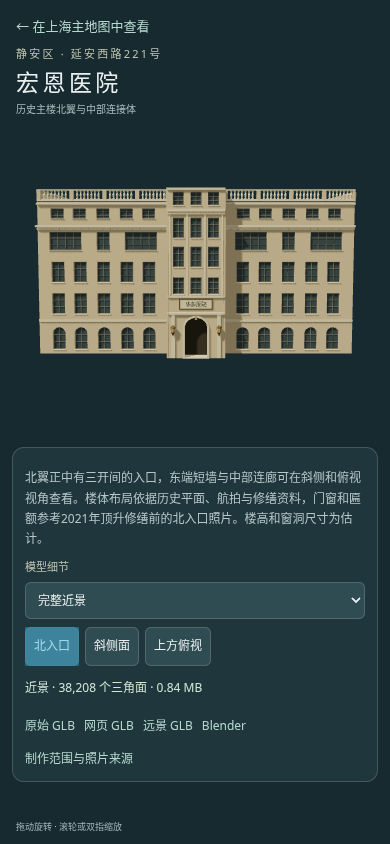 ← 在上海主地图中查看
静安区 · 延安西路221号
宏恩医院
历史主楼北翼与中部连接体
北翼正中有三开间的入口，东端短墙与中部连廊可在斜侧和俯视
视角查看。楼体布局依据历史平面、航拍与修缮资料，门窗和匾
额参考2021年顶升修缮前的北入口照片。楼高和窗洞尺寸为估
计。
模型细节
完整近景
北入口 斜侧面 上方俯视
近景 · 38,208 个三角面 · 0.84 MB
原始 GLB 网页 GLB 远景 GLB Blender
制作范围与照片来源
拖动旋转 · 滚轮或双指缩放